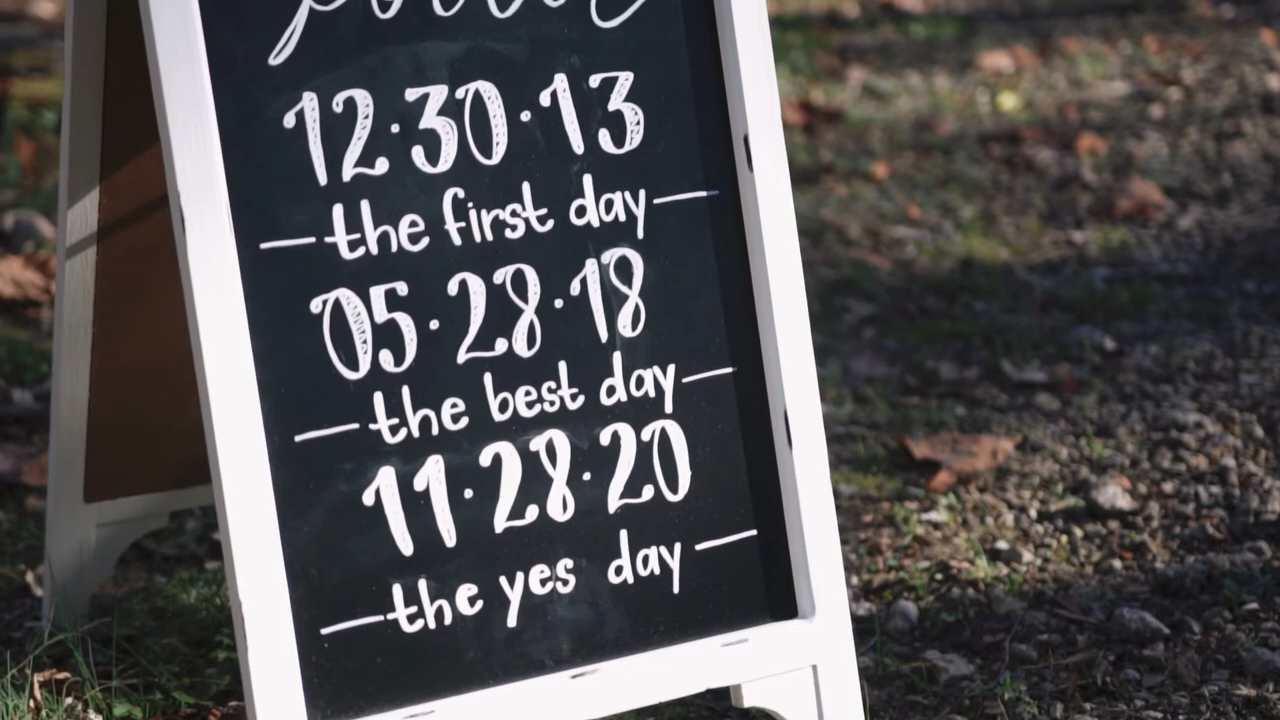 12·30·13
the first day
05·28·18
the best day
11·28·20
the yes day